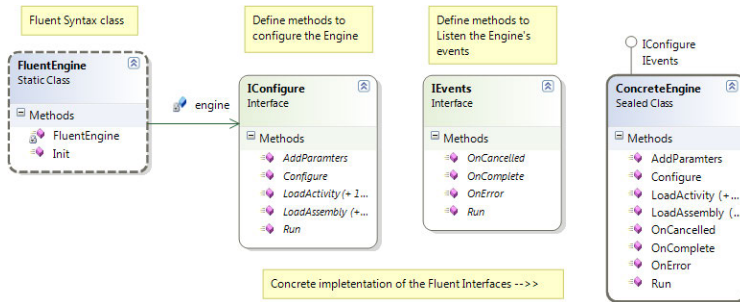 Fluent Syntax class
Define methods to
configure the Engine
Define methods to
Listen the Engine's
events
FluentEngine
Static Class
Methods
FluentEngine
Init
engine
IConfigure
Interface
Methods
AddParamters
Configure
LoadActivity (+ 1...
LoadAssembly (+...
Run
IEvents
Interface
Methods
OnCancelled
OnComplete
OnError
Run
IConfigure
IEvents
ConcreteEngine
Sealed Class
Methods
AddParamters
Configure
LoadActivity (+...
LoadAssembly (...
OnCancelled
OnComplete
OnError
Run
Concrete impletentation of the Fluent Interfaces -->>